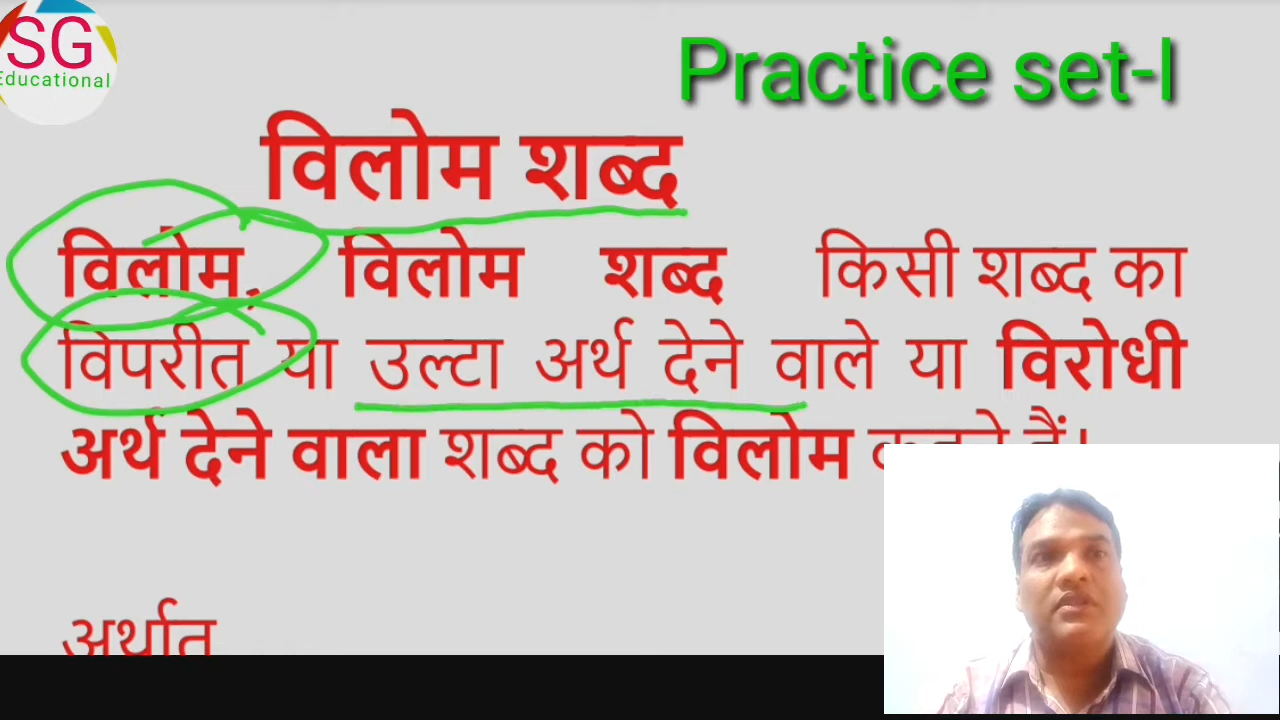 SG
Educational
Practice set-I
विलोम शब्द
विलोम, विलोम शब्द किसी शब्द का
विपरीत या उल्टा अर्थ देने वाले या विरोधी
अर्थ देने वाला शब्द को विलोम
अर्थात